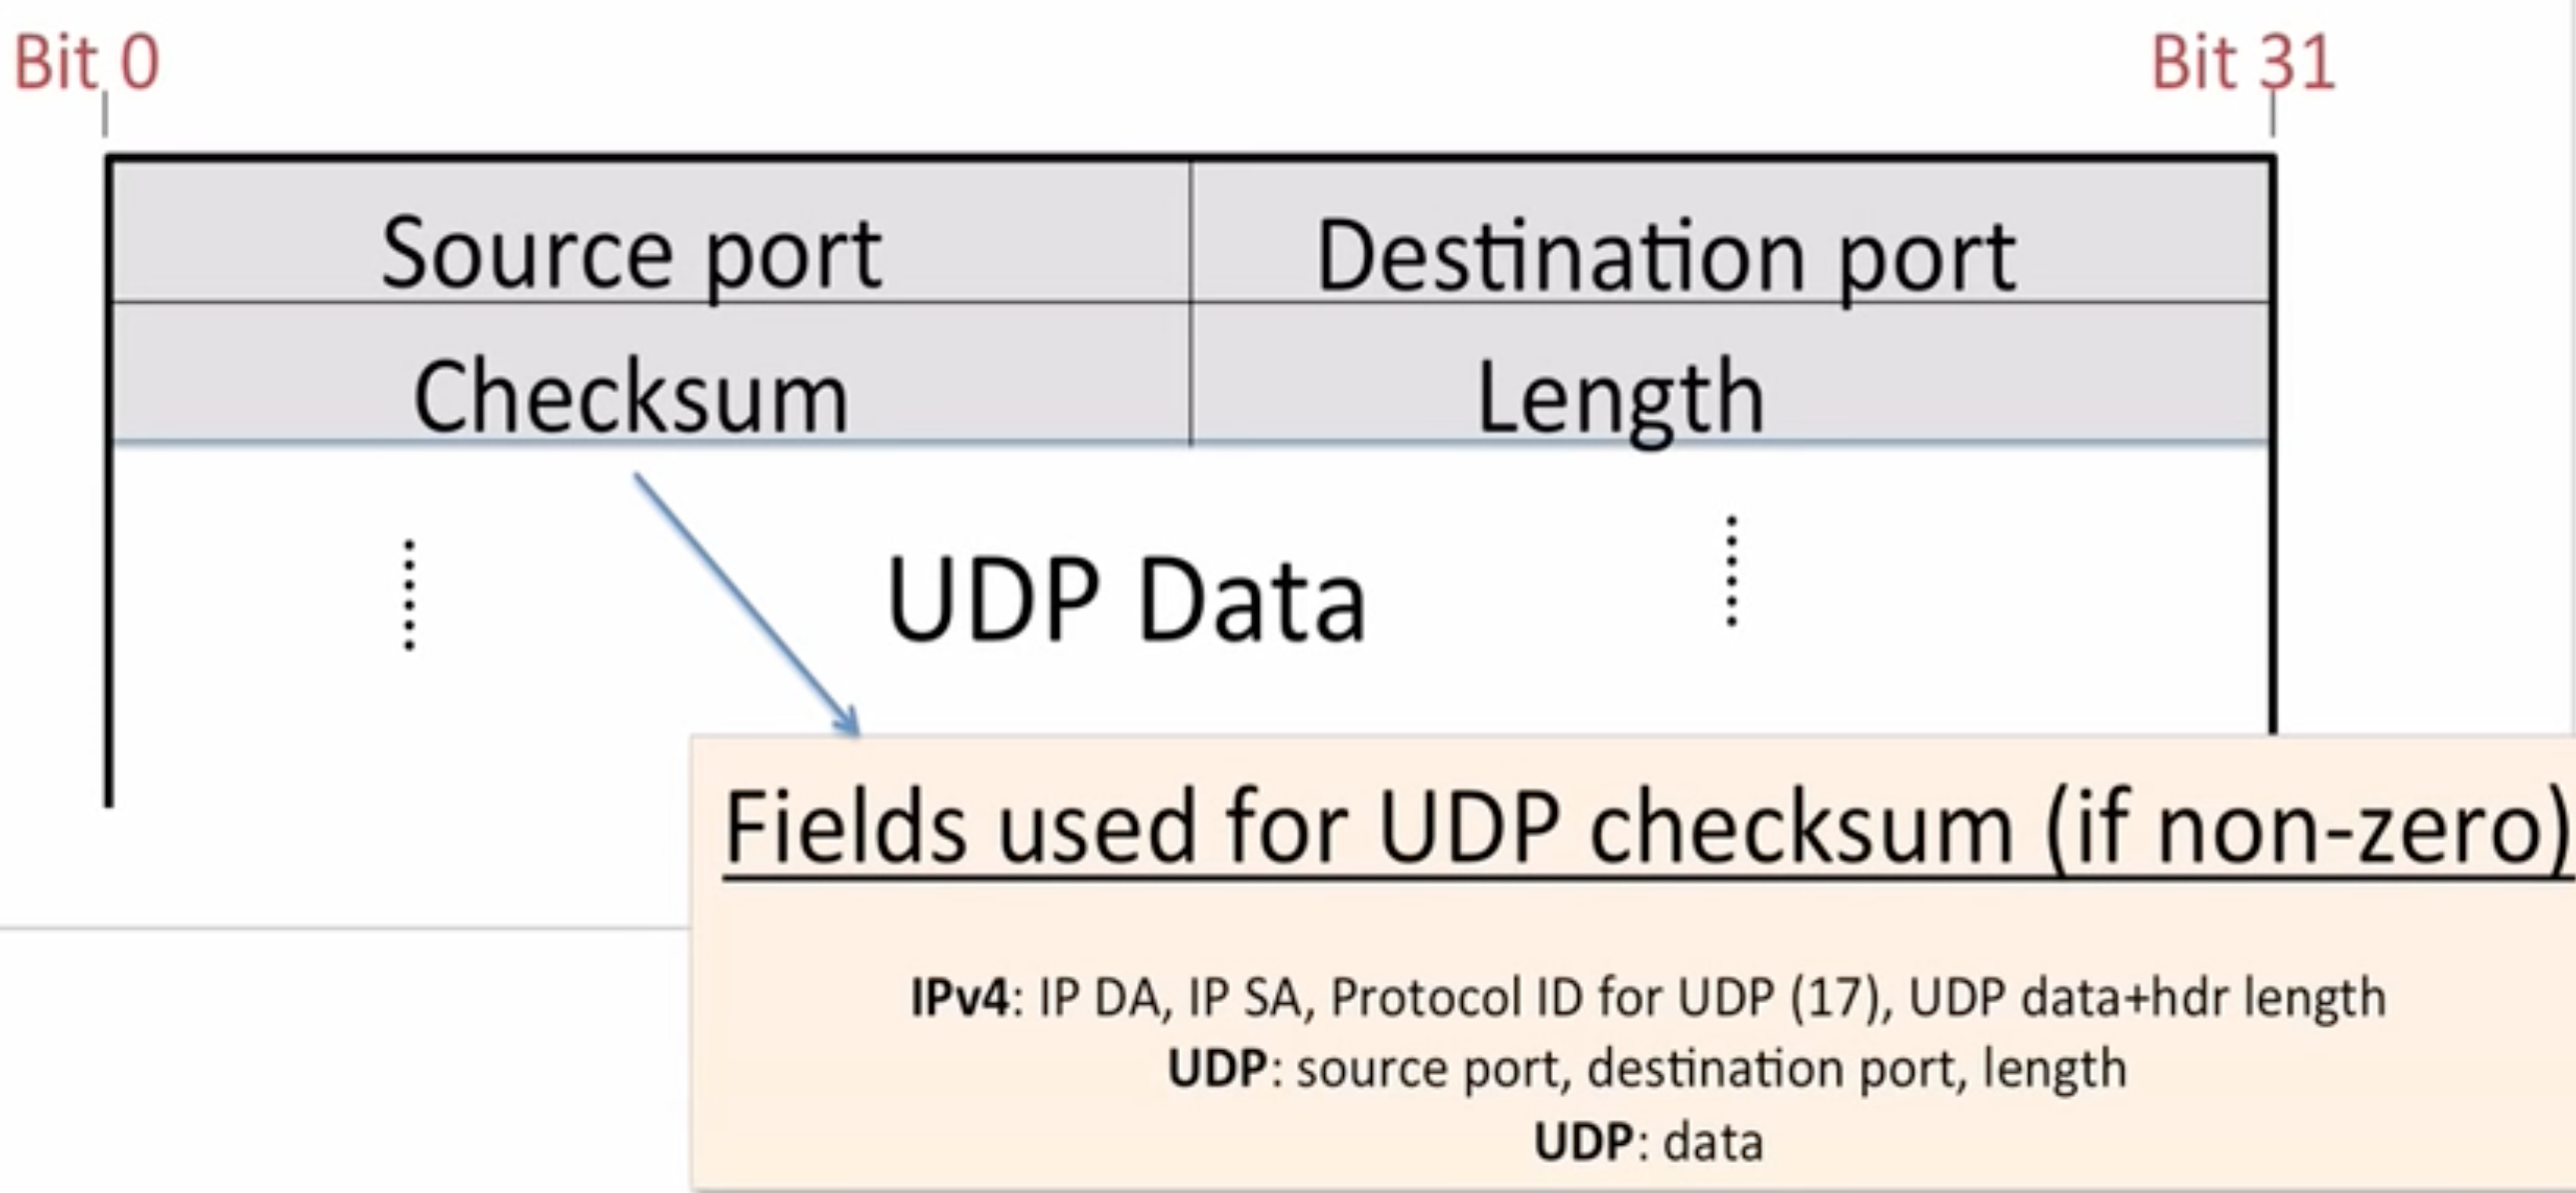 Bit 0 Bit 31
Source port Destination port
Checksum Length
UDP Data
Fields used for UDP checksum (if non-zero)
IPv4: IP DA, IP SA, Protocol ID for UDP (17), UDP data+hdr length
UDP: source port, destination port, length
UDP: data